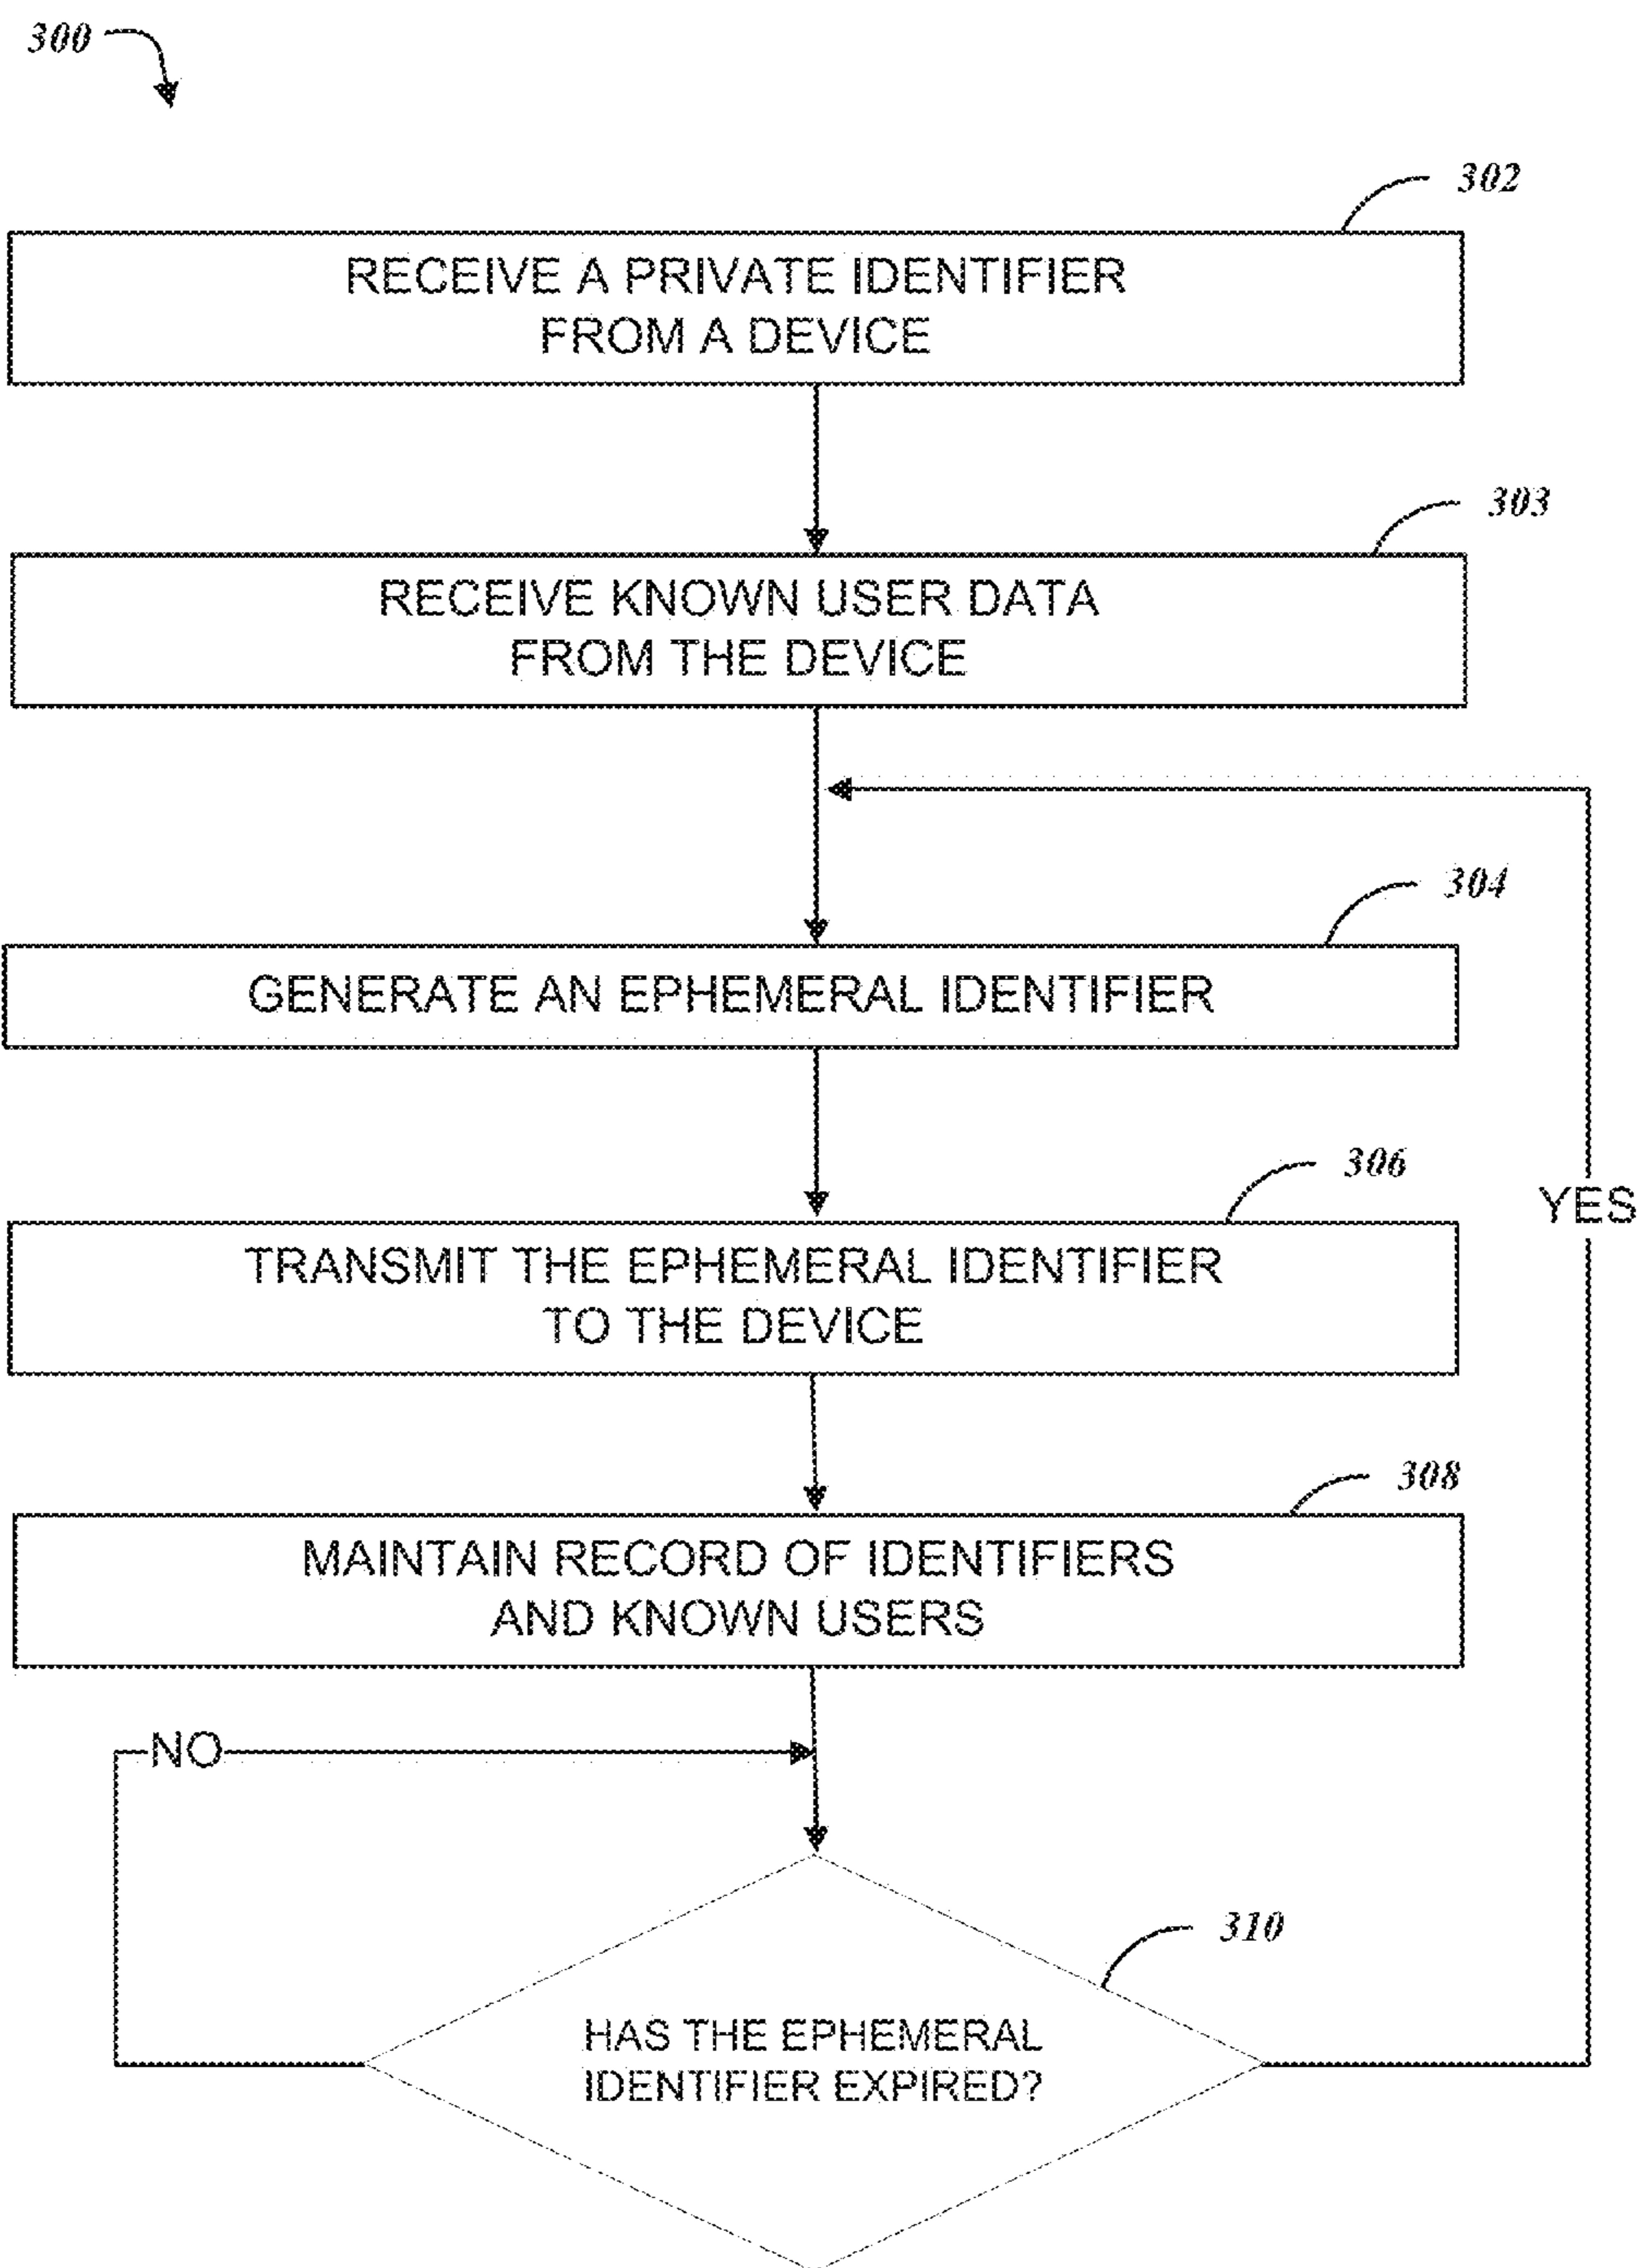 300
302
RECEIVE A PRIVATE IDENTIFIER
FROM A DEVICE
303
RECEIVE KNOWN USER DATA
FROM THE DEVICE
304
GENERATE AN EPHEMERAL IDENTIFIER
306
TRANSMIT THE EPHEMERAL IDENTIFIER
TO THE DEVICE
YES
308
MAINTAIN RECORD OF IDENTIFIERS
AND KNOWN USERS
NO
310
HAS THE EPHEMERAL
IDENTIFIER EXPIRED?